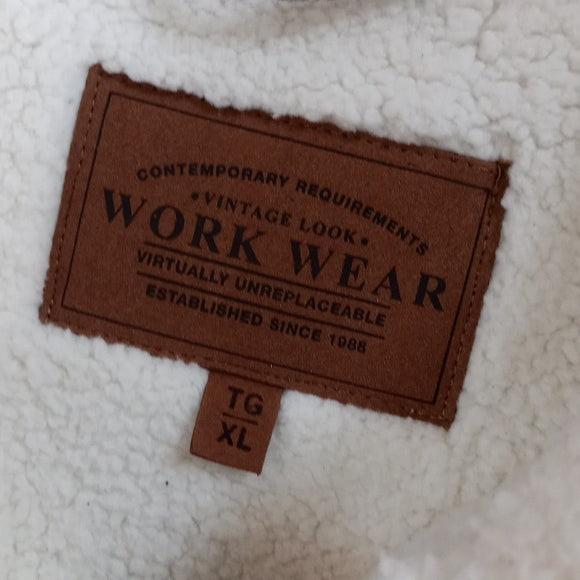 CONTEMPORARY REQUIREMENTS
•VINTAGE LOOK•
WORK WEAR
VIRTUALLY UNREPLACEABLE
ESTABLISHED SINCE 1988
TG
XL